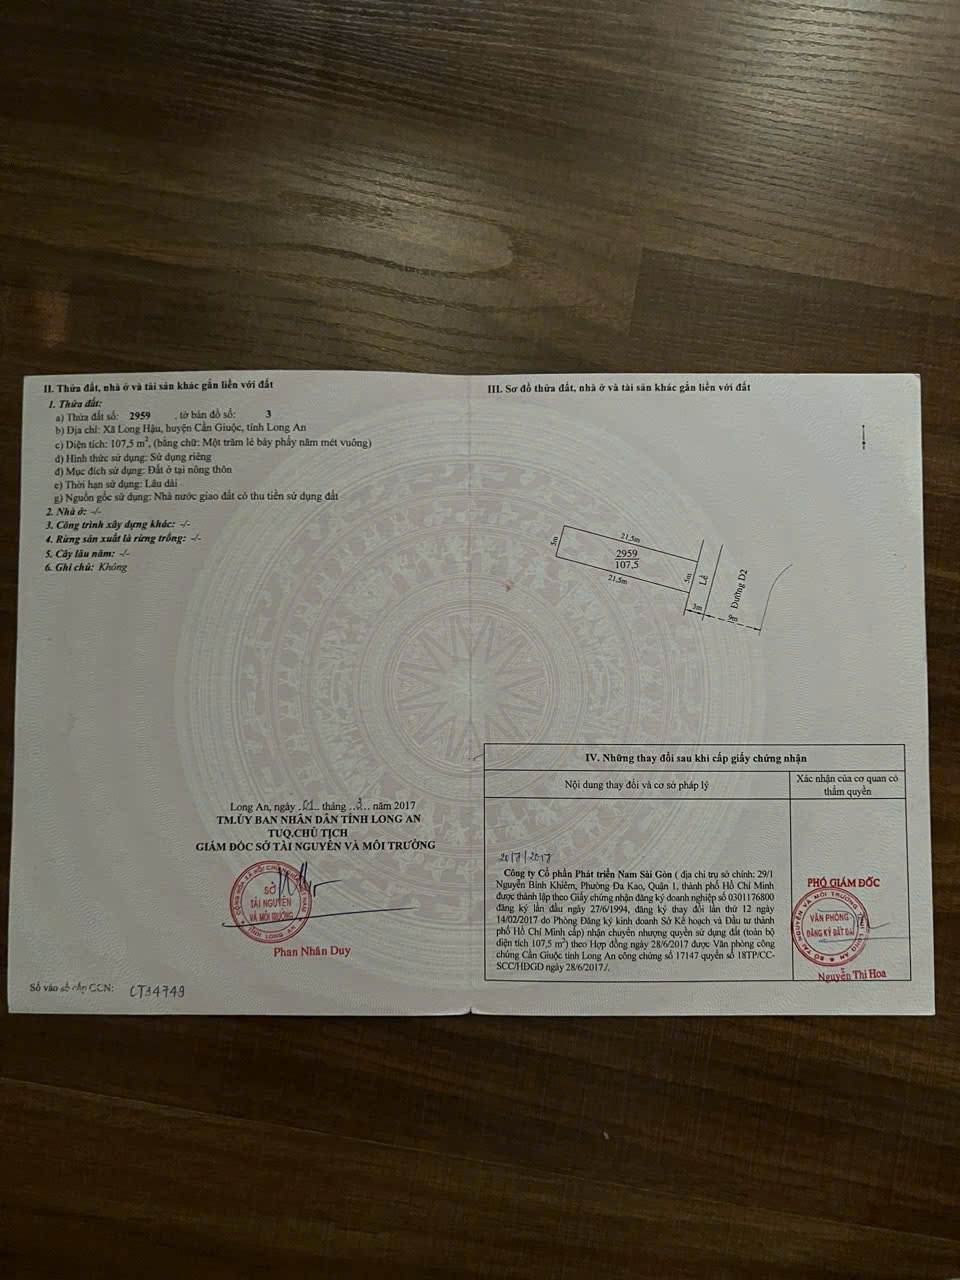 II. Thửa đất, nhà ở và tài sản khác gắn liền với đất
1. Thửa đất:
a) Thửa đất số: 2959 , tờ bản đồ số: 3
b) Địa chỉ: Xã Long Hậu, huyện Cần Giuộc, tỉnh Long An
c) Diện tích: 107,5 m², (bằng chữ: Một trăm lẻ bảy phẩy năm mét vuông)
d) Hình thức sử dụng: Sử dụng riêng
đ) Mục đích sử dụng: Đất ở tại nông thôn
e) Thời hạn sử dụng: Lâu dài
g) Nguồn gốc sử dụng: Nhà nước giao đất có thu tiền sử dụng đất
2. Nhà ở: -/-
3. Công trình xây dựng khác: -/-
4. Rừng sản xuất là rừng trồng: -/-
5. Cây lâu năm: -/-
6. Ghi chú: Không
Long An, ngày 01 tháng 3 năm 2017
TM.ỦY BAN NHÂN DÂN TỈNH LONG AN
TUQ.CHỦ TỊCH
GIÁM ĐỐC SỞ TÀI NGUYÊN VÀ MÔI TRƯỜNG
SỞ
TÀI NGUYÊN
VÀ MÔI TRƯỜNG
TỈNH LONG AN
Phan Nhân Duy
Số vào sổ cấp GCN: CT34749
III. Sơ đồ thửa đất, nhà ở và tài sản khác gắn liền với đất
21,5m
5m
2959
107,5
21,5m
5m
Lề
Đường D2
3m
9m
IV. Những thay đổi sau khi cấp giấy chứng nhận
Nội dung thay đổi và cơ sở pháp lý
Xác nhận của cơ quan có
thẩm quyền
20/7/2017
Công ty Cổ phần Phát triển Nam Sài Gòn ( địa chỉ trụ sở chính: 29/1
Nguyễn Bỉnh Khiêm, Phường Đa Kao, Quận 1, thành phố Hồ Chí Minh
được thành lập theo Giấy chứng nhận đăng ký doanh nghiệp số 0301176800
đăng ký lần đầu ngày 27/6/1994, đăng ký thay đổi lần thứ 12 ngày
14/02/2017 do Phòng Đăng ký kinh doanh Sở Kế hoạch và Đầu tư thành
phố Hồ Chí Minh cấp) nhận chuyển nhượng quyền sử dụng đất (toàn bộ
diện tích 107,5 m²) theo Hợp đồng ngày 28/6/2017 được Văn phòng công
chứng Cần Giuộc tỉnh Long An công chứng số 17147 quyển số 18TP/CC-
SCC/HĐGD ngày 28/6/2017./.
PHÓ GIÁM ĐỐC
VĂN PHÒNG
ĐĂNG KÝ ĐẤT ĐAI
Nguyễn Thị Hoa